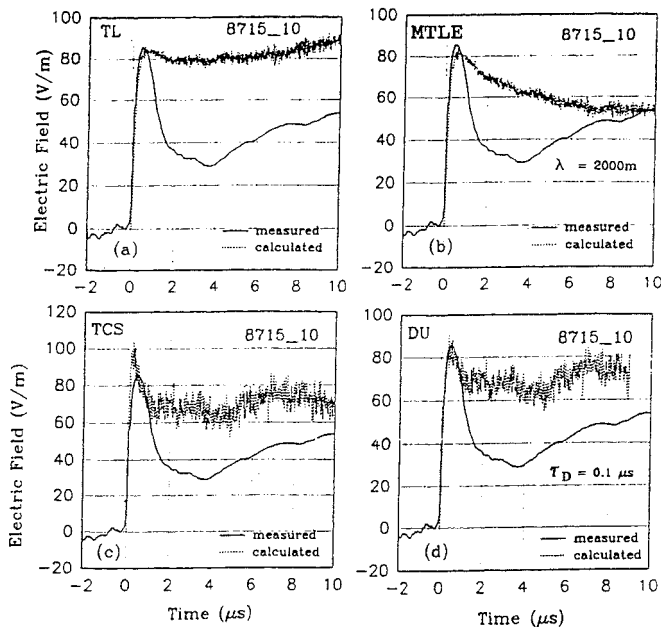 TL
8715_10
100
80
60
40
20
0
−20
Electric Field (V/m)
measured
calculated
(a)
−2 0 2 4 6 8 10
MTLE
8715_10
100
80
60
40
20
0
−20
λ = 2000m
measured
calculated
(b)
−2 0 2 4 6 8 10
TCS
8715_10
120
100
80
60
40
20
0
−20
Electric Field (V/m)
measured
calculated
(c)
−2 0 2 4 6 8 10
Time (μs)
DU
8715_10
100
80
60
40
20
0
−20
τD = 0.1 μs
measured
calculated
(d)
−2 0 2 4 6 8 10
Time (μs)